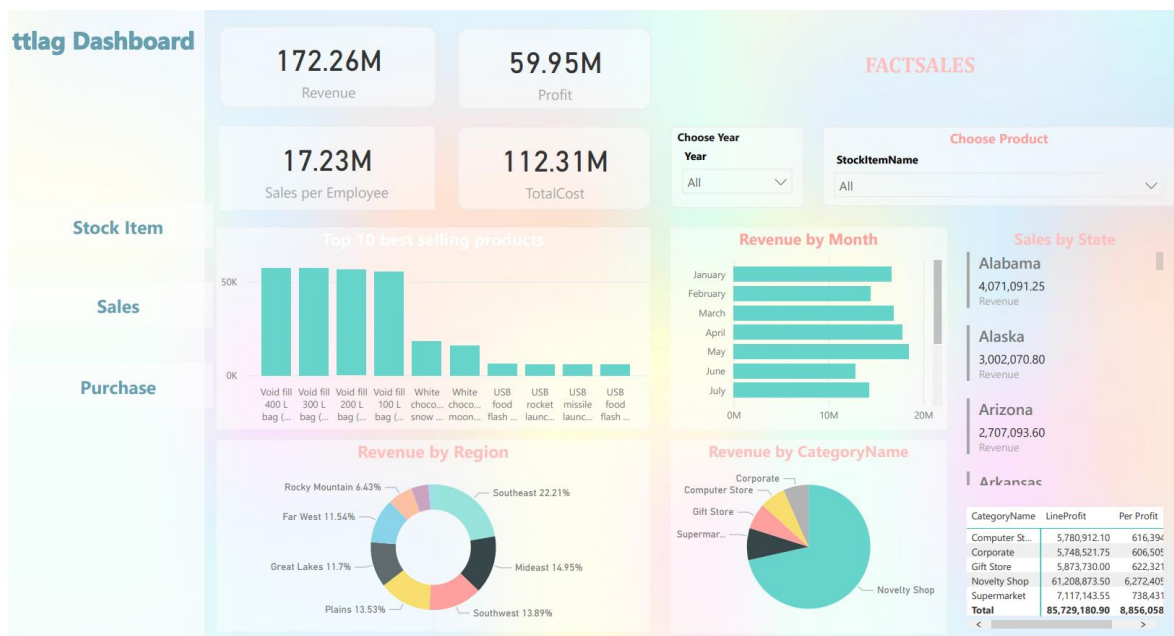 ttlag Dashboard
172.26M
Revenue
59.95M
Profit
FACTSALES
17.23M
Sales per Employee
112.31M
TotalCost
Choose Year
Year
All
Choose Product
StockItemName
All
Stock Item
Sales
Purchase
Top 10 best selling products
50K
0K
Void fill 400 L bag (...
Void fill 300 L bag (...
Void fill 200 L bag (...
Void fill 100 L bag (...
White choco... snow ...
White choco... moon...
USB food flash ...
USB rocket launc...
USB missile launc...
USB food flash ...
Revenue by Month
January
February
March
April
May
June
July
0M 10M 20M
Sales by State
Alabama
4,071,091.25
Revenue
Alaska
3,002,070.80
Revenue
Arizona
2,707,093.60
Revenue
Arkansas
Revenue by Region
Rocky Mountain 6.43%
Southeast 22.21%
Far West 11.54%
Great Lakes 11.7%
Mideast 14.95%
Plains 13.53%
Southwest 13.89%
Revenue by CategoryName
Corporate
Computer Store
Gift Store
Supermar...
Novelty Shop
CategoryName LineProfit Per Profit
Computer St... 5,780,912.10 616,394
Corporate 5,748,521.75 606,505
Gift Store 5,873,730.00 622,321
Novelty Shop 61,208,873.50 6,272,405
Supermarket 7,117,143.55 738,431
Total 85,729,180.90 8,856,058